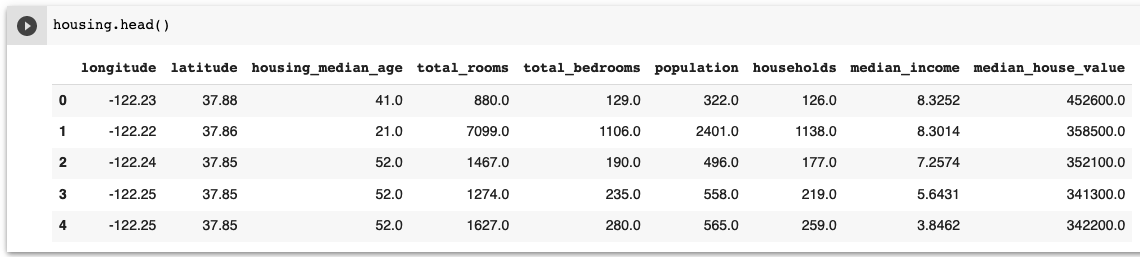 housing.head()
longitude latitude housing_median_age total_rooms total_bedrooms population households median_income median_house_value
0 -122.23 37.88 41.0 880.0 129.0 322.0 126.0 8.3252 452600.0
1 -122.22 37.86 21.0 7099.0 1106.0 2401.0 1138.0 8.3014 358500.0
2 -122.24 37.85 52.0 1467.0 190.0 496.0 177.0 7.2574 352100.0
3 -122.25 37.85 52.0 1274.0 235.0 558.0 219.0 5.6431 341300.0
4 -122.25 37.85 52.0 1627.0 280.0 565.0 259.0 3.8462 342200.0